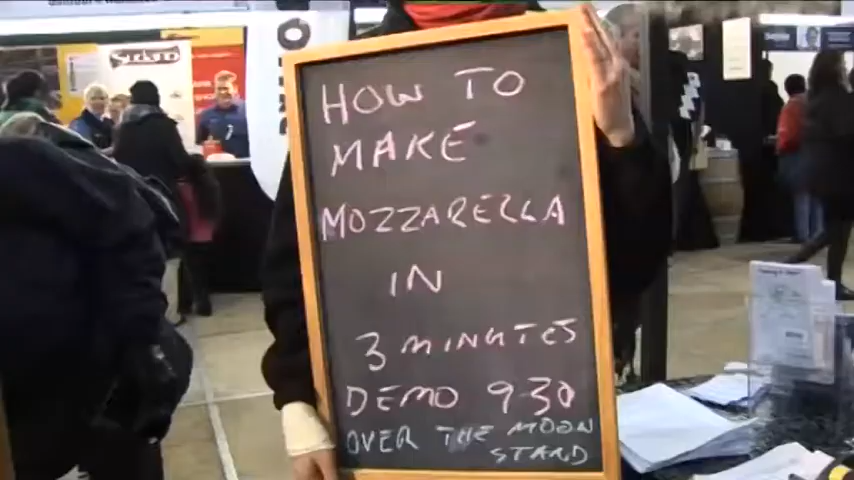 HOW TO
MAKE
MOZZARELLA
IN
3 MINUTES
DEMO 9.30
OVER THE MOON
STAND